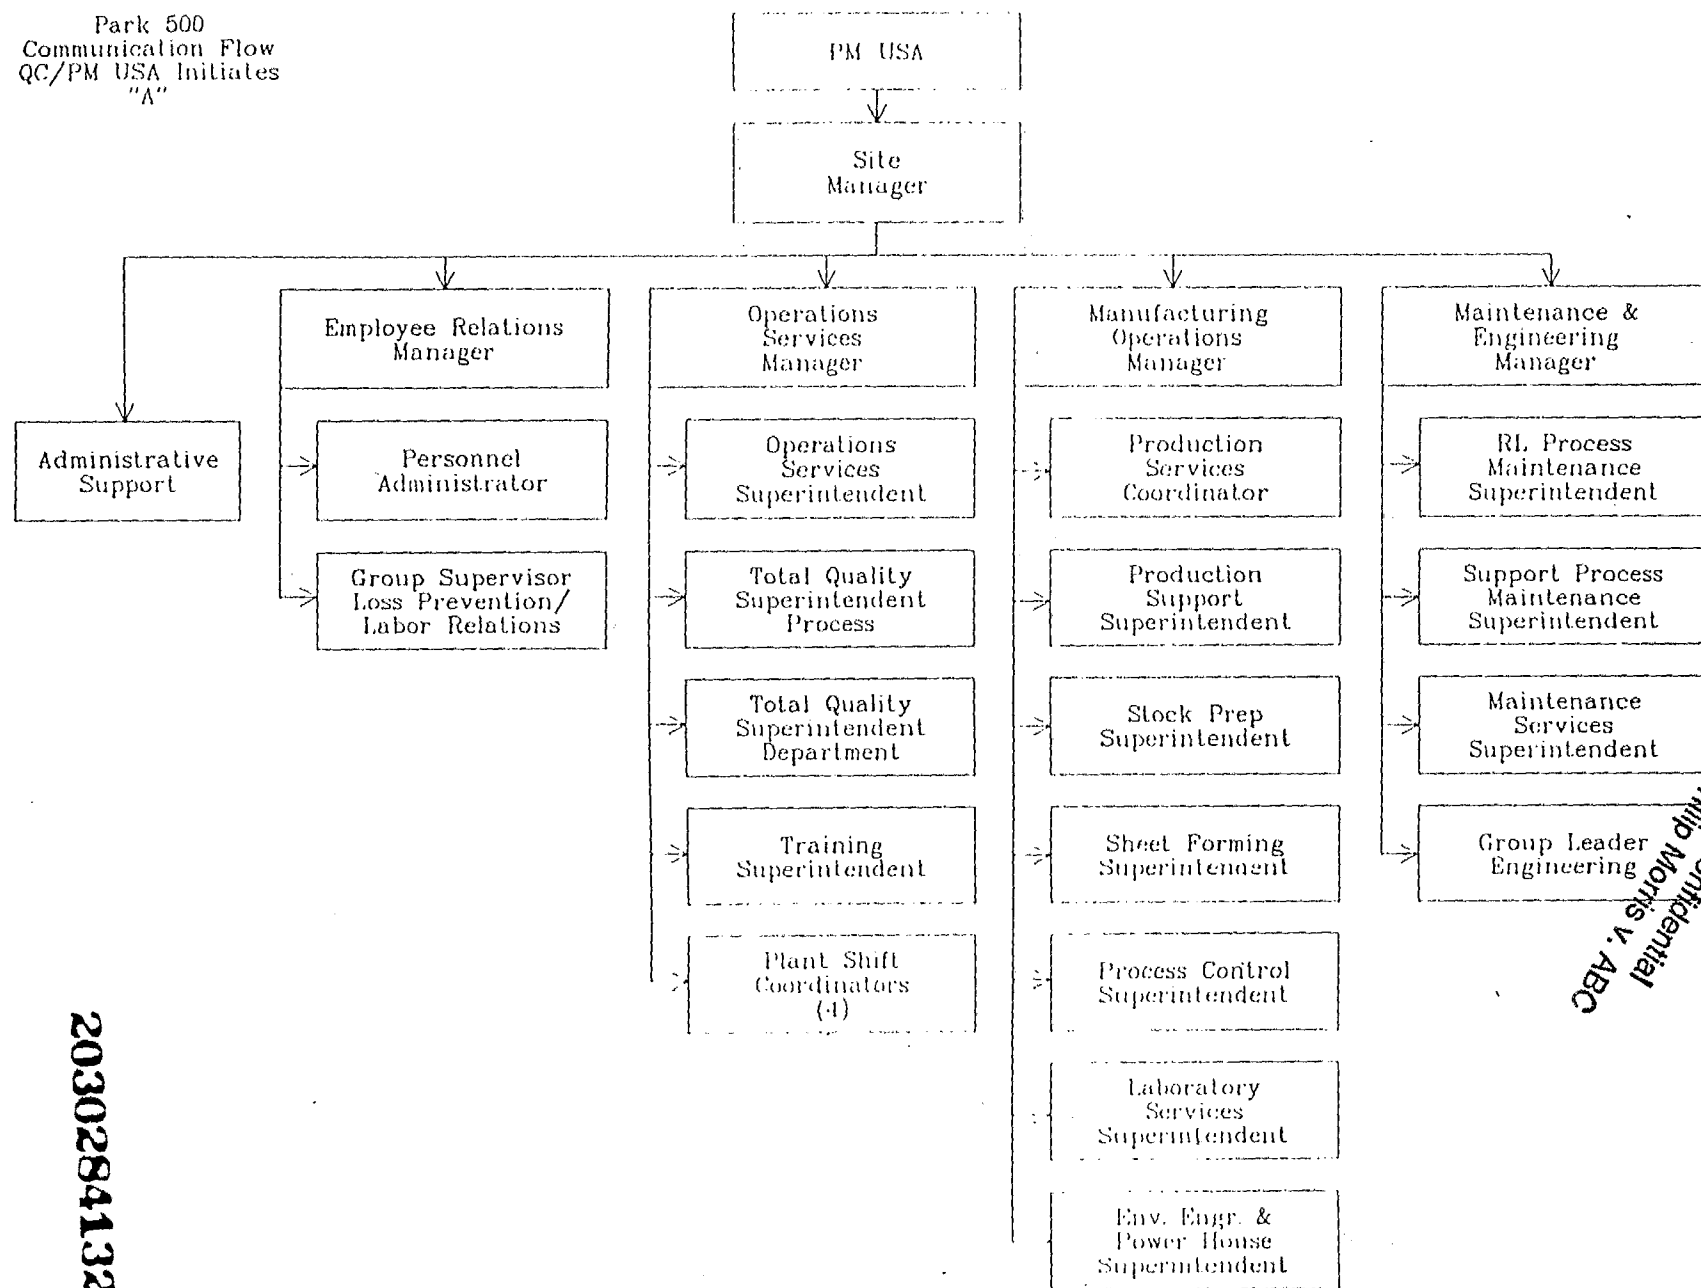 Park 500
Communication Flow
QC/PM USA Initiates
"A"
PM USA
Site
Manager
Employee Relations
Manager
Operations
Services
Manager
Manufacturing
Operations
Manager
Maintenance &
Engineering
Manager
Administrative
Support
Personnel
Administrator
Group Supervisor
Loss Prevention/
Labor Relations
Operations
Services
Superintendent
Total Quality
Superintendent
Process
Total Quality
Superintendent
Department
Training
Superintendent
Plant Shift
Coordinators
(4)
Production
Services
Coordinator
Production
Support
Superintendent
Stock Prep
Superintendent
Sheet Forming
Superintendent
Process Control
Superintendent
Laboratory
Services
Superintendent
Env. Engr. &
Power House
Superintendent
RL Process
Maintenance
Superintendent
Support Process
Maintenance
Superintendent
Maintenance
Services
Superintendent
Group Leader
Engineering
Morris v. ABC
2030284132